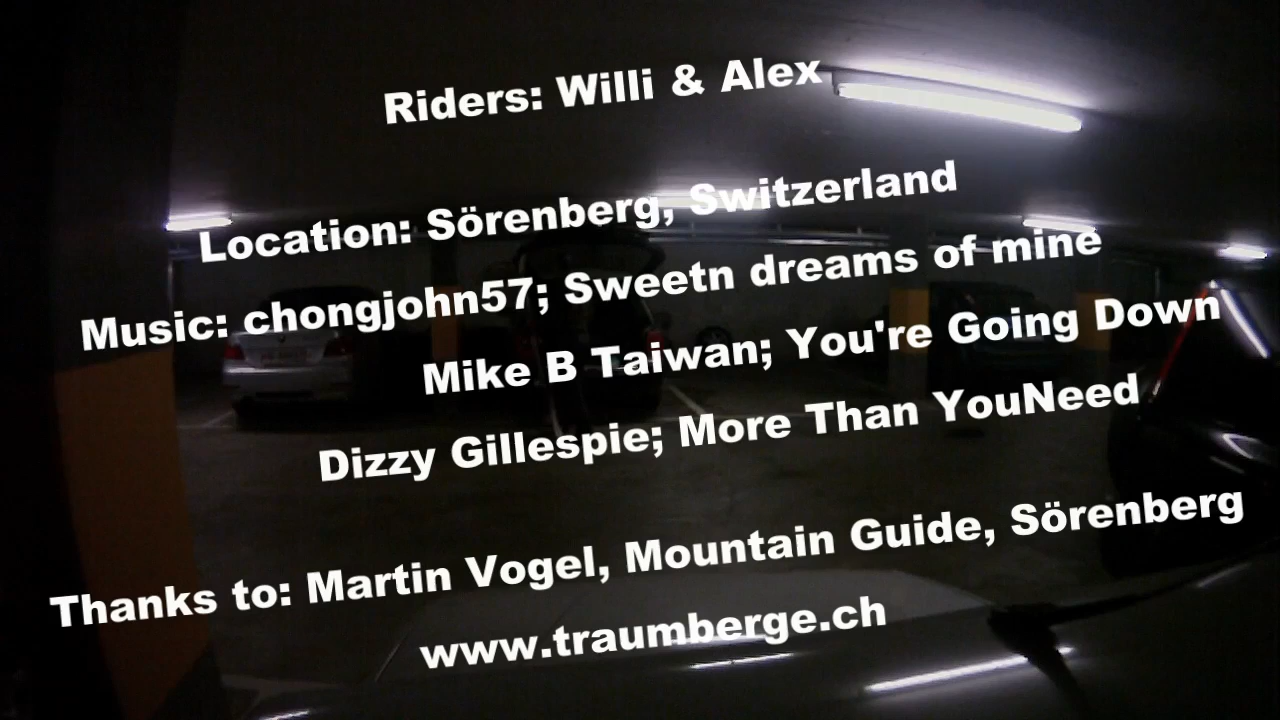 Riders: Willi & Alex
Location: Sörenberg, Switzerland
Music: chongjohn57; Sweetn dreams of mine
Mike B Taiwan; You're Going Down
Dizzy Gillespie; More Than YouNeed
Thanks to: Martin Vogel, Mountain Guide, Sörenberg
www.traumberge.ch